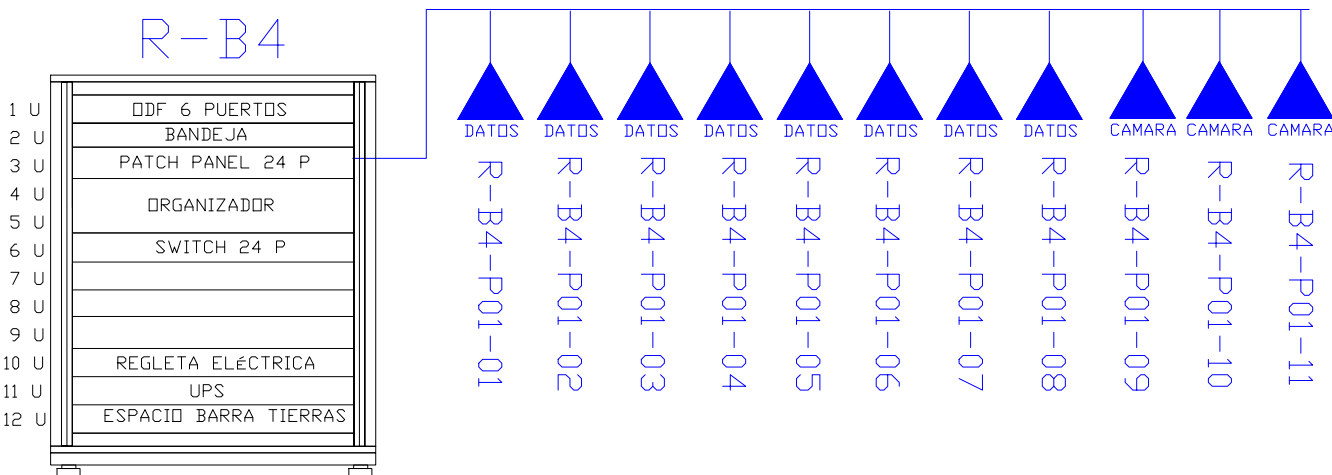 R-B4
1 U ODF 6 PUERTOS
2 U BANDEJA
3 U PATCH PANEL 24 P
4 U
ORGANIZADOR
5 U
6 U SWITCH 24 P
7 U
8 U
9 U
10 U REGLETA ELéCTRICA
11 U UPS
12 U ESPACIO BARRA TIERRAS
DATOS DATOS DATOS DATOS DATOS DATOS DATOS DATOS CAMARA CAMARA CAMARA
R-B4-P01-01
R-B4-P01-02
R-B4-P01-03
R-B4-P01-04
R-B4-P01-05
R-B4-P01-06
R-B4-P01-07
R-B4-P01-08
R-B4-P01-09
R-B4-P01-10
R-B4-P01-11